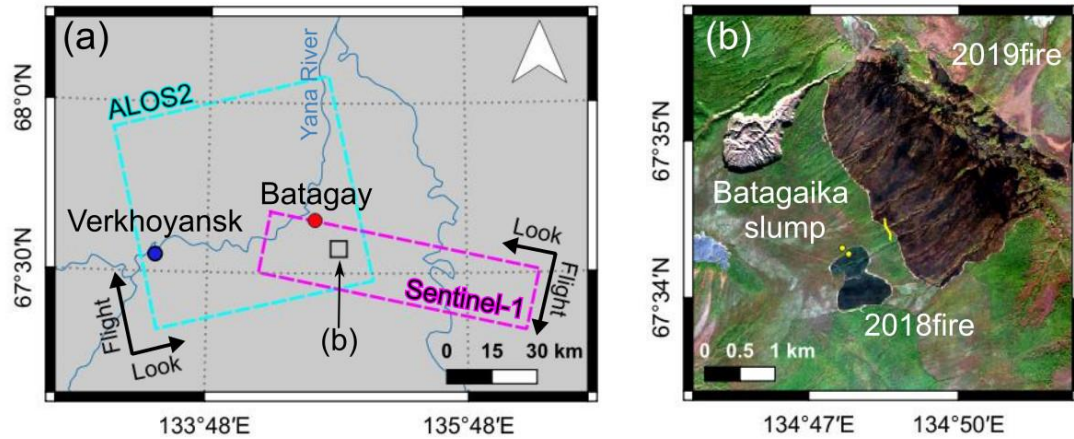 (a)
ALOS2
Yana River
Batagay
Verkhoyansk
Look
Flight
Sentinel-1
Flight
Look
(b)
0 15 30 km
68°0′N
67°30′N
133°48′E
135°48′E
(b)
2019fire
Batagaika
slump
2018fire
0 0.5 1 km
67°35′N
67°34′N
134°47′E
134°50′E